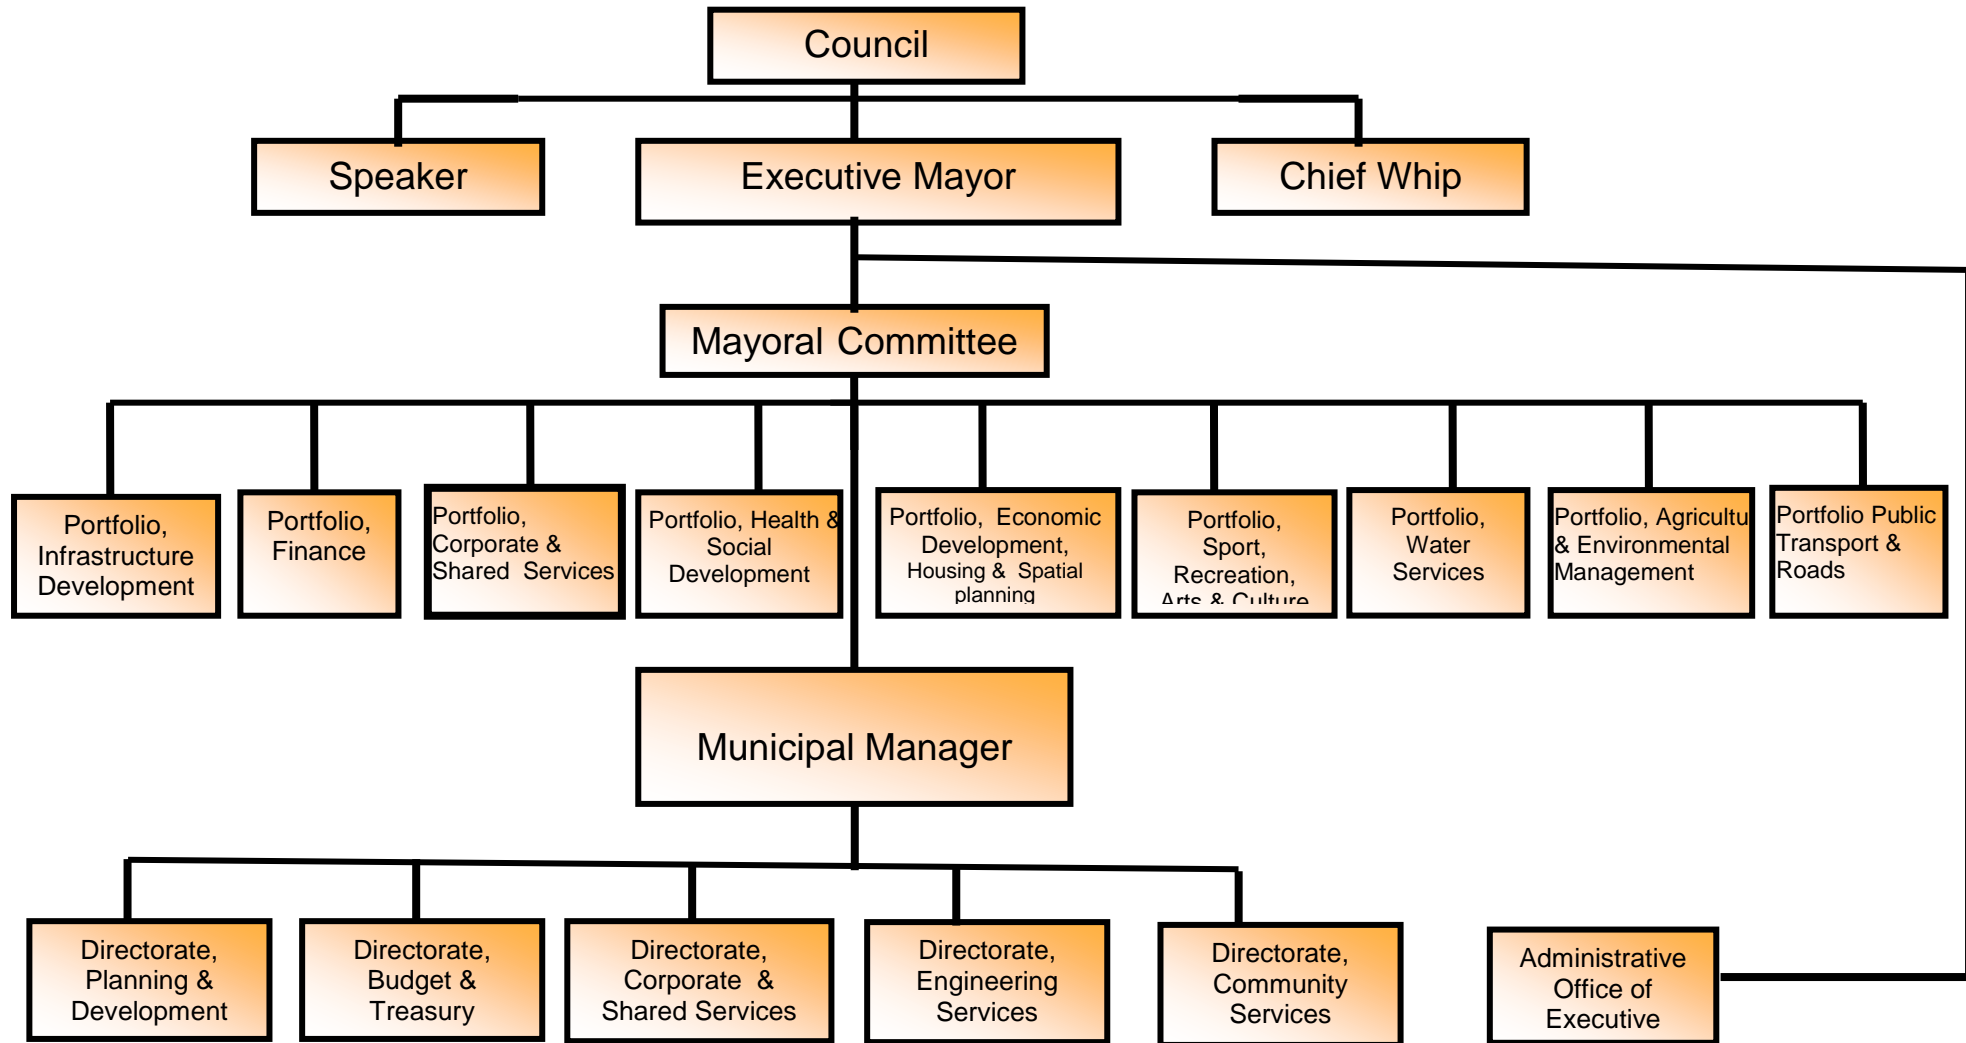 Council
Speaker
Executive Mayor
Chief Whip
Mayoral Committee
Portfolio,
Infrastructure
Development
Portfolio,
Finance
Portfolio,
Corporate &
Shared Services
Portfolio, Health &
Social
Development
Portfolio, Economic
Development,
Housing & Spatial
planning
Portfolio,
Sport,
Recreation,
Arts & Culture
Portfolio,
Water
Services
Portfolio, Agricultu
& Environmental
Management
Portfolio Public
Transport &
Roads
Municipal Manager
Directorate,
Planning &
Development
Directorate,
Budget &
Treasury
Directorate,
Corporate &
Shared Services
Directorate,
Engineering
Services
Directorate,
Community
Services
Administrative
Office of
Executive